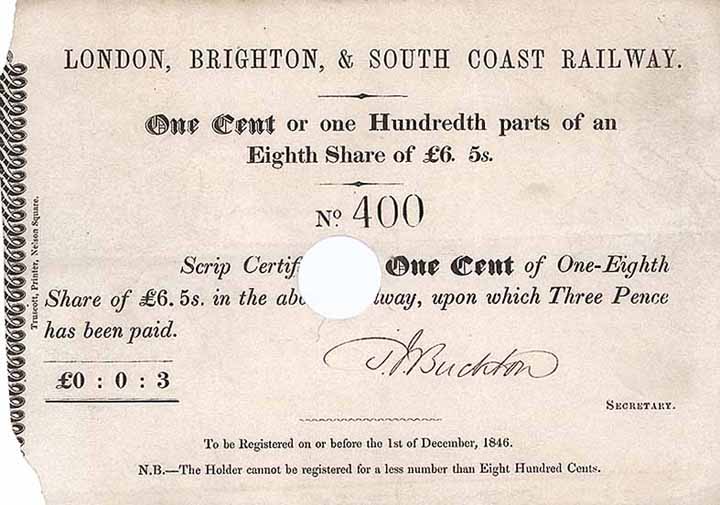 LONDON, BRIGHTON, & SOUTH COAST RAILWAY.
One Cent or one Hundredth parts of an
Eighth Share of £6. 5s.
No. 400
Scrip Certif One Cent of One-Eighth
Share of £6. 5s. in the abo lway, upon which Three Pence
has been paid.
£0 : 0 : 3
T. J. Buckton
SECRETARY.
To be Registered on or before the 1st of December, 1846.
N.B.—The Holder cannot be registered for a less number than Eight Hundred Cents.
Truscott, Printer, Nelson Square.